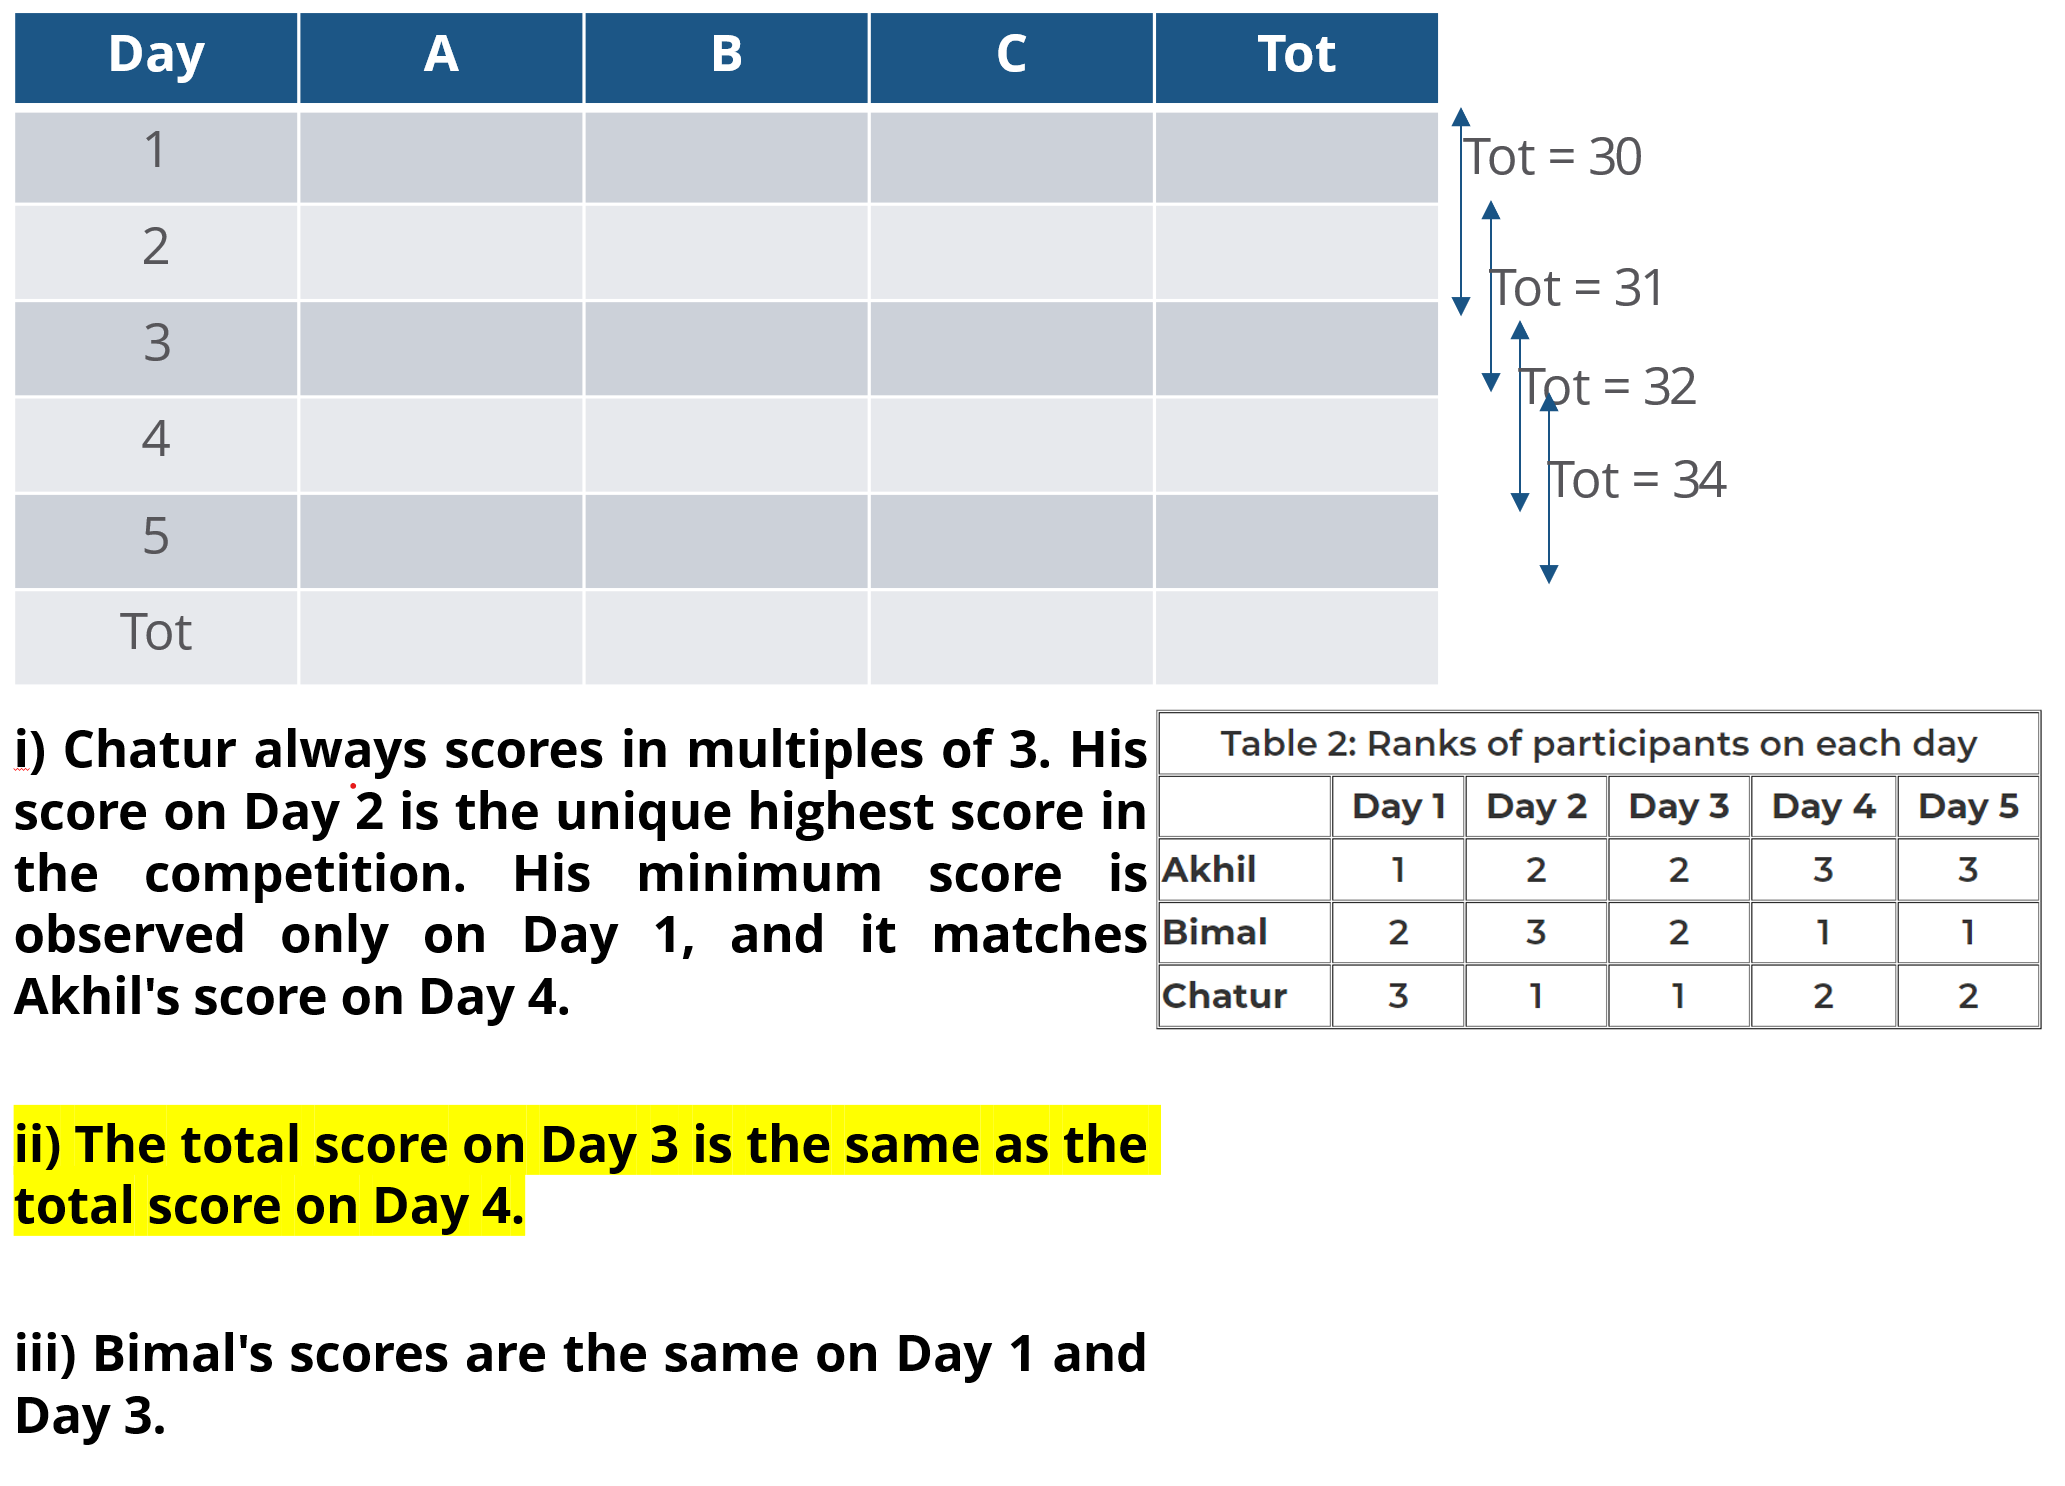 Day A B C Tot
1
Tot = 30
2
Tot = 31
3
Tot = 32
4
Tot = 34
5
Tot
i) Chatur always scores in multiples of 3. His
score on Day 2 is the unique highest score in
the competition. His minimum score is
observed only on Day 1, and it matches
Akhil's score on Day 4.
Table 2: Ranks of participants on each day
Day 1 Day 2 Day 3 Day 4 Day 5
Akhil 1 2 2 3 3
Bimal 2 3 2 1 1
Chatur 3 1 1 2 2
ii) The total score on Day 3 is the same as the
total score on Day 4.
iii) Bimal's scores are the same on Day 1 and
Day 3.